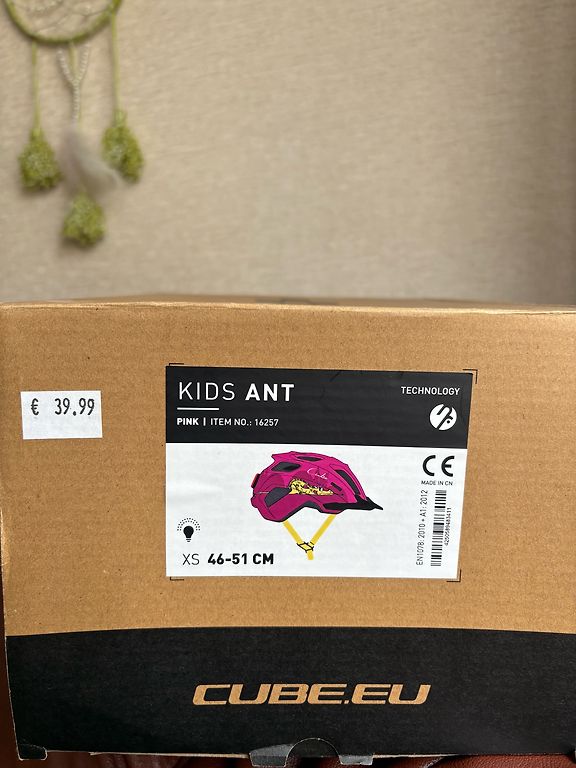 KIDS ANT
PINK | ITEM NO.: 16257
TECHNOLOGY
€ 39.99
CE
MADE IN CN
EN1078: 2010 + A1: 2012
XS 46-51 CM
CUBE.EU